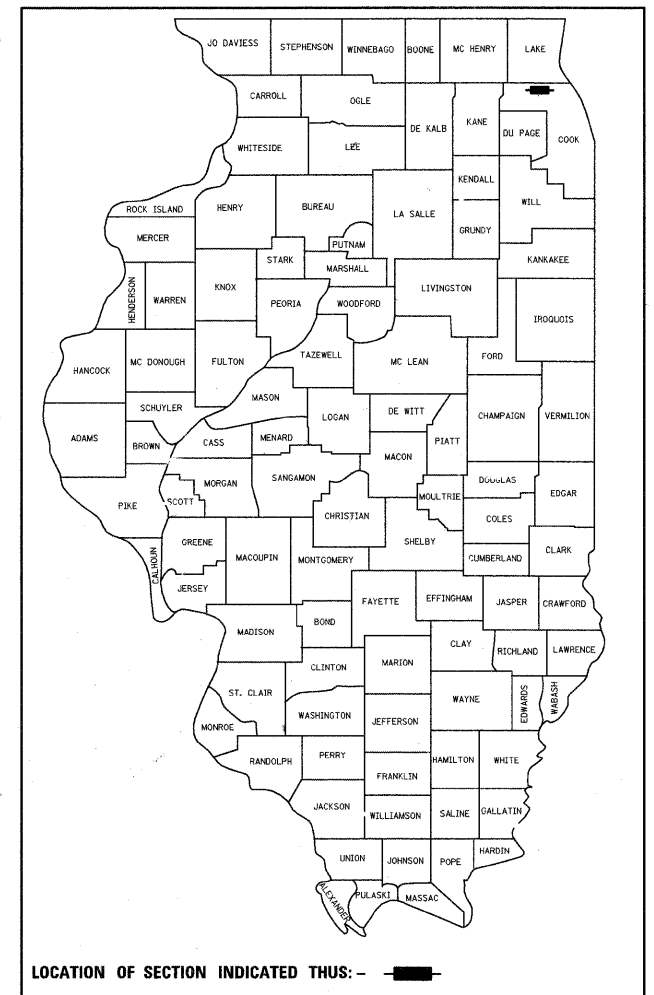 JO DAVIESS
STEPHENSON
WINNEBAGO
BOONE
MC HENRY
LAKE
CARROLL
OGLE
DE KALB
KANE
DU PAGE
COOK
WHITESIDE
LEE
KENDALL
WILL
ROCK ISLAND
HENRY
BUREAU
LA SALLE
GRUNDY
MERCER
PUTNAM
STARK
MARSHALL
KANKAKEE
HENDERSON
WARREN
KNOX
PEORIA
WOODFORD
LIVINGSTON
IROQUOIS
HANCOCK
MC DONOUGH
FULTON
TAZEWELL
MC LEAN
FORD
MASON
SCHUYLER
LOGAN
DE WITT
CHAMPAIGN
VERMILION
ADAMS
BROWN
CASS
MENARD
PIATT
MACON
MORGAN
SANGAMON
DOUGLAS
EDGAR
PIKE
SCOTT
CHRISTIAN
MOULTRIE
COLES
GREENE
MACOUPIN
MONTGOMERY
SHELBY
CUMBERLAND
CLARK
CALHOUN
JERSEY
FAYETTE
EFFINGHAM
JASPER
CRAWFORD
MADISON
BOND
CLAY
RICHLAND
LAWRENCE
CLINTON
MARION
ST. CLAIR
WAYNE
EDWARDS
WABASH
WASHINGTON
JEFFERSON
MONROE
RANDOLPH
PERRY
HAMILTON
WHITE
FRANKLIN
JACKSON
WILLIAMSON
SALINE
GALLATIN
UNION
JOHNSON
POPE
HARDIN
ALEXANDER
PULASKI
MASSAC
LOCATION OF SECTION INDICATED THUS: -